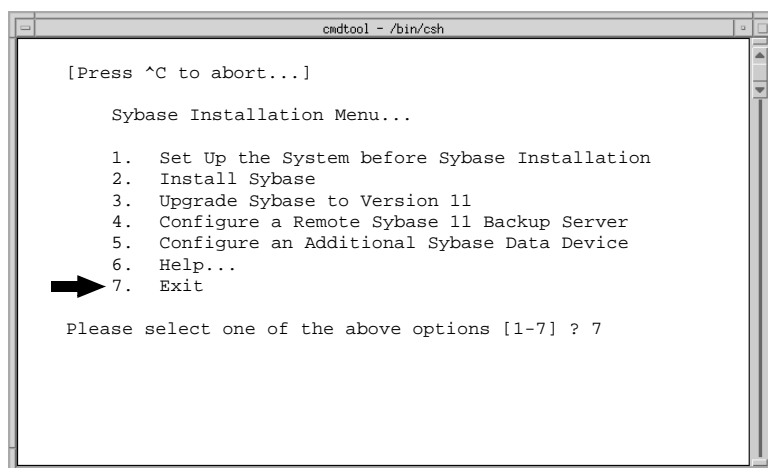 cmdtool - /bin/csh
[Press ^C to abort...]
Sybase Installation Menu...
1. Set Up the System before Sybase Installation
2. Install Sybase
3. Upgrade Sybase to Version 11
4. Configure a Remote Sybase 11 Backup Server
5. Configure an Additional Sybase Data Device
6. Help...
7. Exit
Please select one of the above options [1-7] ? 7